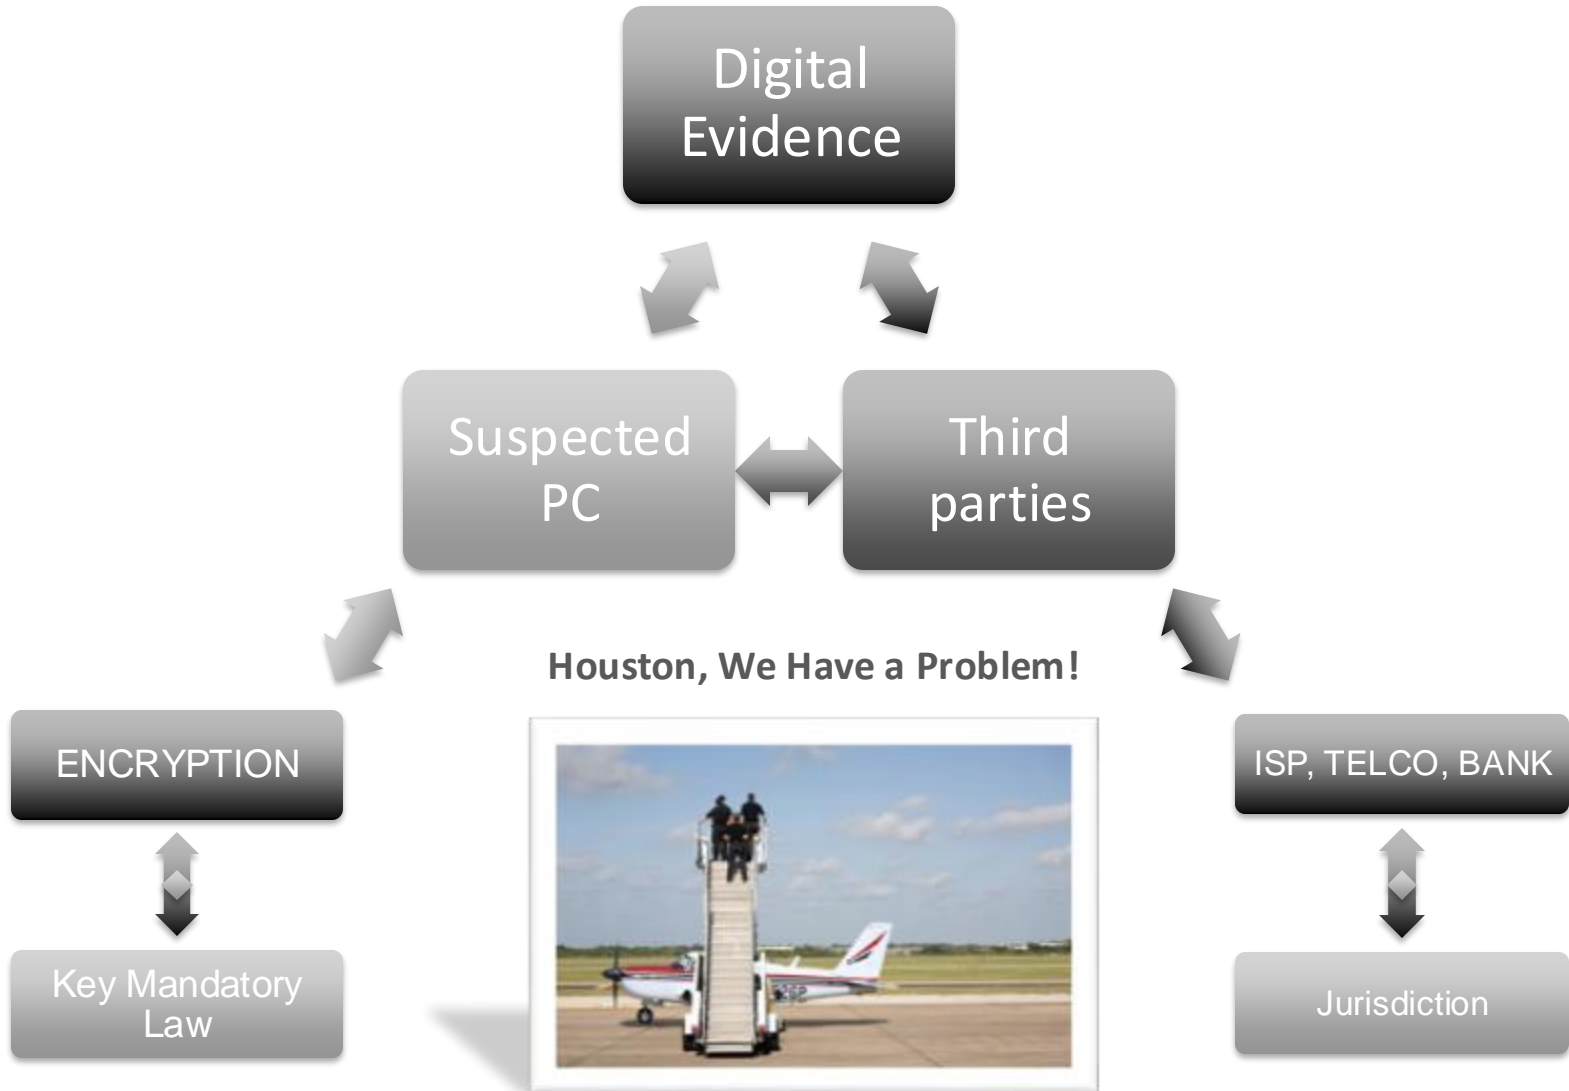 Digital
Evidence
Suspected
PC
Third
parties
Houston, We Have a Problem!
ENCRYPTION
ISP, TELCO, BANK
Key Mandatory
Law
Jurisdiction